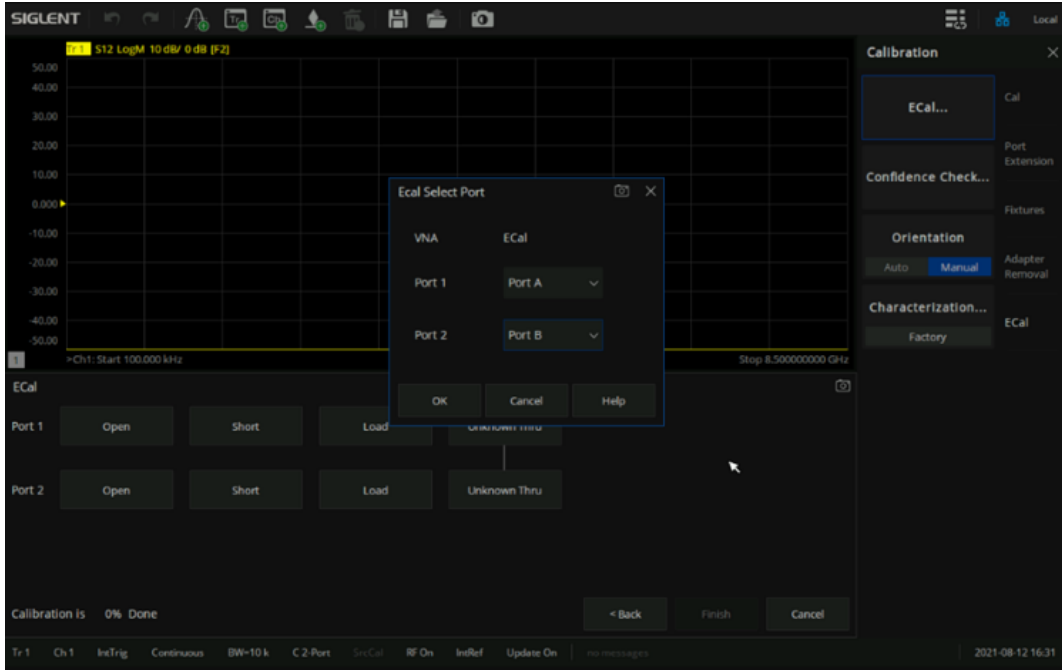 SIGLENT Local
Tr 1 S12 LogM 10 dB/ 0 dB [F2]
50.00
40.00
30.00
20.00
10.00
0.000
-10.00
-20.00
-30.00
-40.00
-50.00
1 >Ch1: Start 100.000 kHz Stop 8.500000000 GHz
Ecal Select Port
VNA ECal
Port 1 Port A
Port 2 Port B
OK Cancel Help
Calibration
ECal...
Confidence Check...
Orientation
Auto Manual
Characterization...
Factory
Cal
Port
Extension
Fixtures
Adapter
Removal
ECal
ECal
Port 1 Open Short Load Unknown Thru
Port 2 Open Short Load Unknown Thru
Calibration is 0% Done < Back Finish Cancel
Tr 1 Ch 1 IntTrig Continuous BW=10 k C 2-Port SrcCal RF On IntRef Update On no messages 2021-08-12 16:31